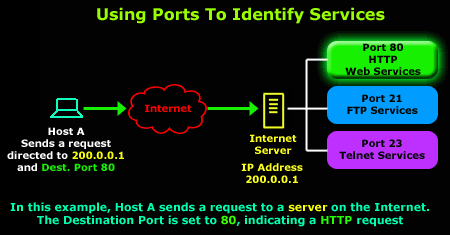 Using Ports To Identify Services
Port 80
HTTP
Web Services
Internet
Port 21
FTP Services
Host A
Sends a request
directed to 200.0.0.1
and Dest. Port 80
Internet
Server
IP Address
200.0.0.1
Port 23
Telnet Services
In this example, Host A sends a request to a server on the Internet.
The Destination Port is set to 80, indicating a HTTP request